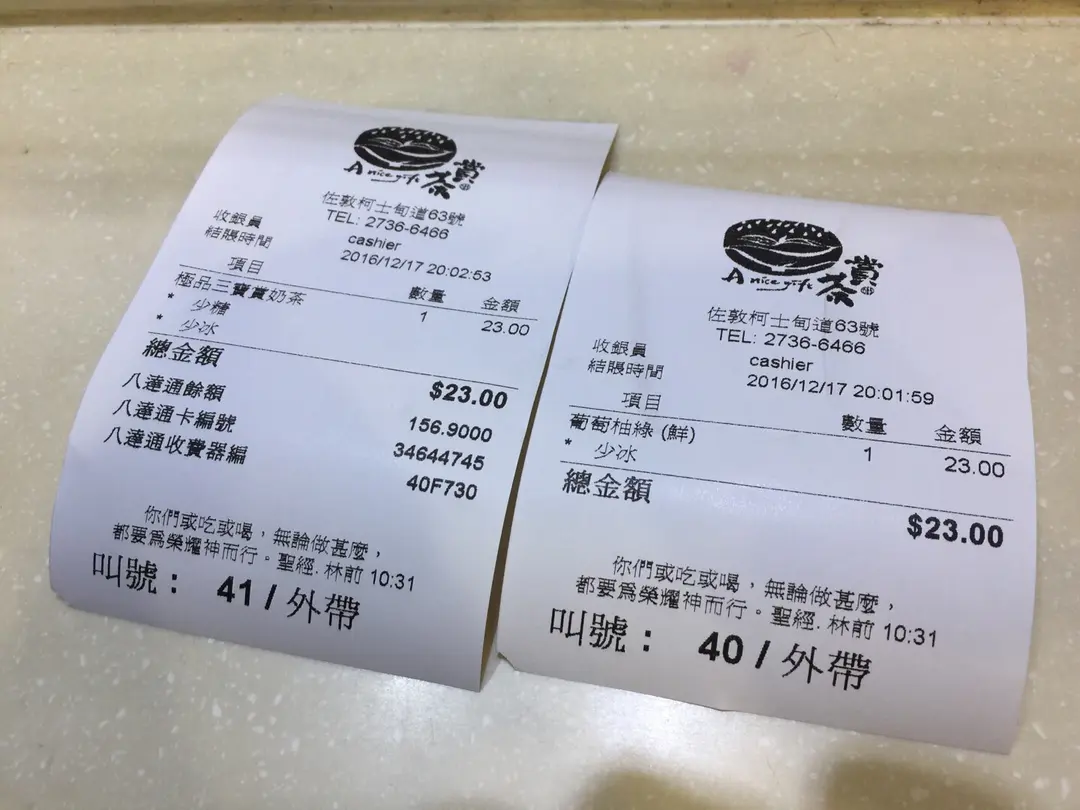 A nice gift 賞茶
佐敦柯士甸道63號
TEL: 2736-6466
收銀員 cashier
結賬時間 2016/12/17 20:02:53
項目 數量 金額
極品三寶賞奶茶 1 23.00
* 少糖
* 少冰
總金額 $23.00
八達通餘額 156.9000
八達通卡編號 34644745
八達通收費器編 40F730
你們或吃或喝，無論做甚麼，
都要為榮耀神而行。聖經. 林前 10:31
叫號： 41 / 外帶
A nice gift 賞茶
佐敦柯士甸道63號
TEL: 2736-6466
收銀員 cashier
結賬時間 2016/12/17 20:01:59
項目 數量 金額
葡萄柚綠 (鮮) 1 23.00
* 少冰
總金額 $23.00
你們或吃或喝，無論做甚麼，
都要為榮耀神而行。聖經. 林前 10:31
叫號： 40 / 外帶